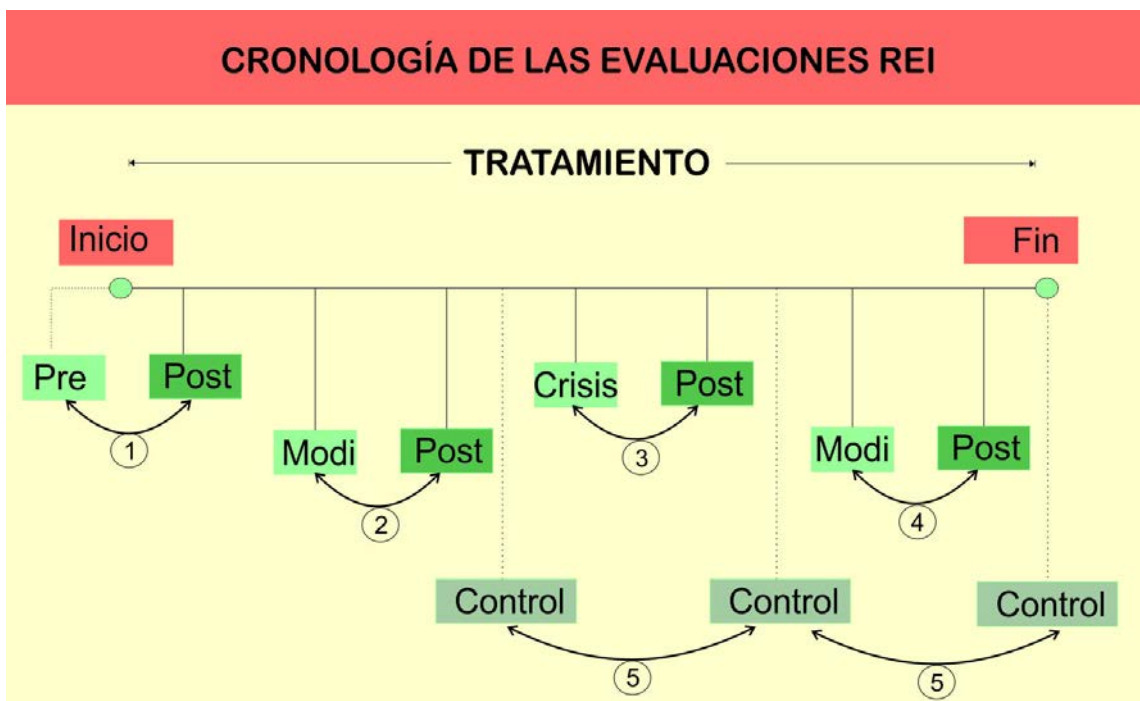 CRONOLOGÍA DE LAS EVALUACIONES REI
TRATAMIENTO
Inicio
Fin
Pre
Post
Crisis
Post
1
Modi
Post
3
Modi
Post
2
4
Control
Control
Control
5
5